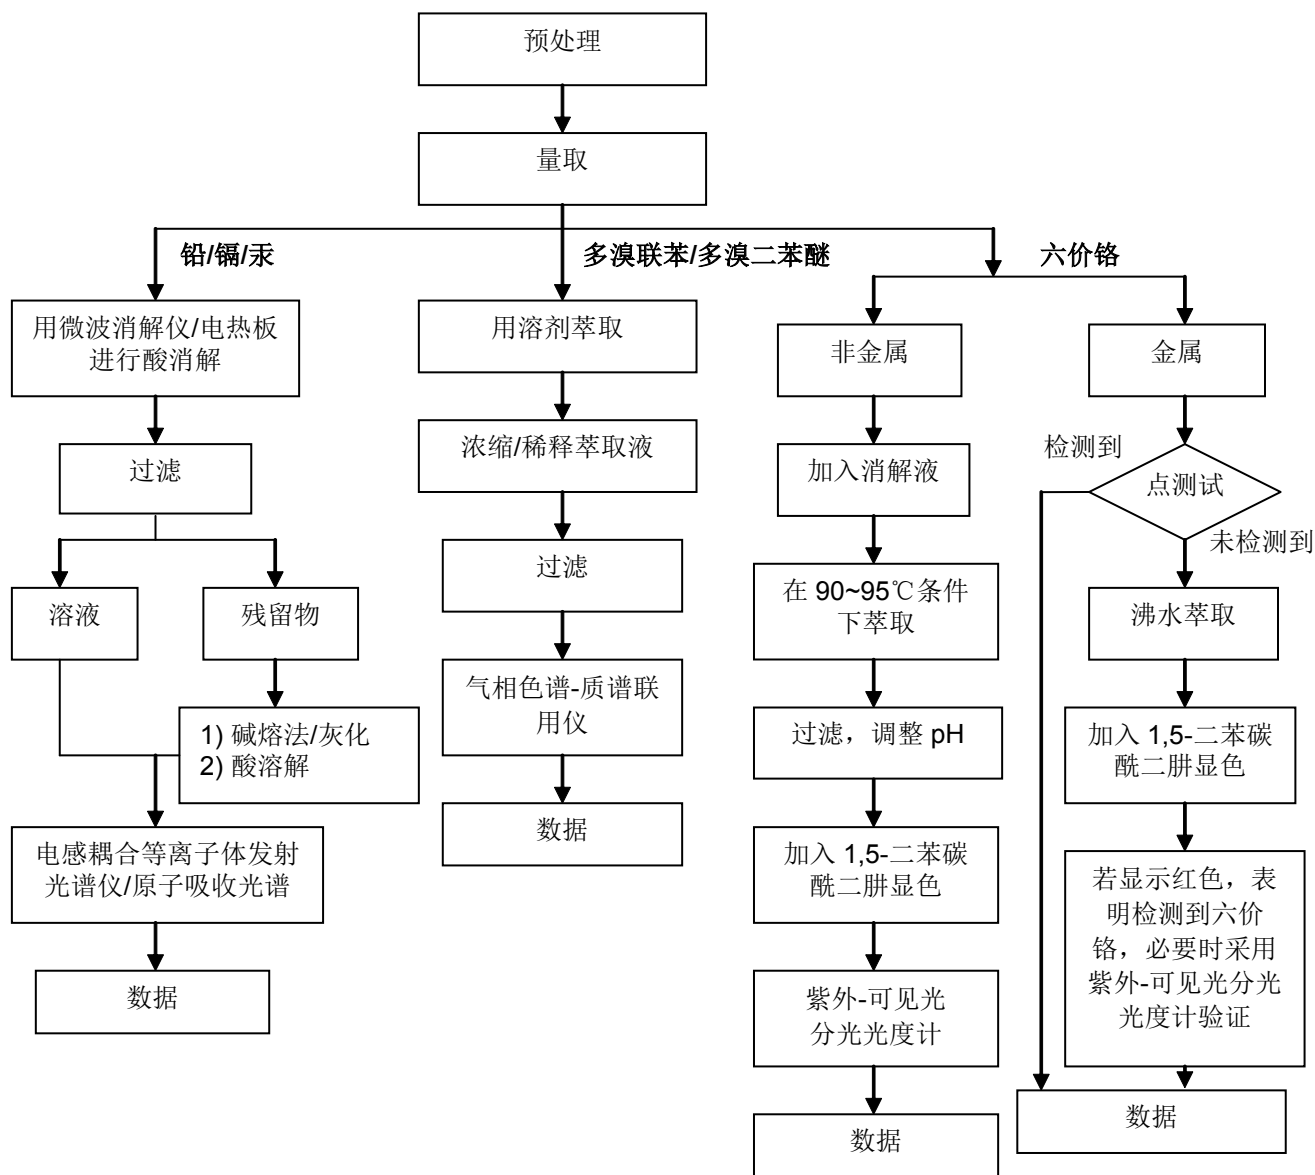 预处理
量取
铅/镉/汞
多溴联苯/多溴二苯醚
六价铬
用微波消解仪/电热板
进行酸消解
过滤
溶液
残留物
1) 碱熔法/灰化
2) 酸溶解
电感耦合等离子体发射
光谱仪/原子吸收光谱
数据
用溶剂萃取
浓缩/稀释萃取液
过滤
气相色谱-质谱联
用仪
数据
非金属
加入消解液
在 90~95℃条件
下萃取
过滤，调整 pH
加入 1,5-二苯碳
酰二肼显色
紫外-可见光
分光光度计
数据
金属
检测到
点测试
未检测到
沸水萃取
加入 1,5-二苯碳
酰二肼显色
若显示红色，表
明检测到六价
铬，必要时采用
紫外-可见光分光
光度计验证
数据